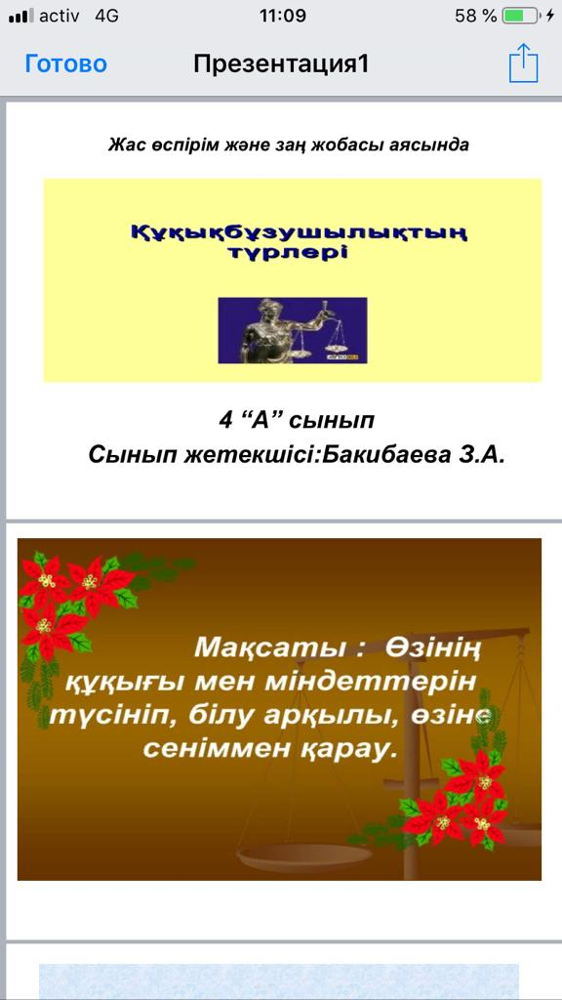 activ 4G 11:09 58 %
Готово Презентация1
Жас өспірім және заң жобасы аясында
Құқықбұзушылықтың
түрлері
4 “А” сынып
Сынып жетекшісі:Бакибаева З.А.
Мақсаты : Өзінің
құқығы мен міндеттерін
түсініп, білу арқылы, өзіне
сеніммен қарау.